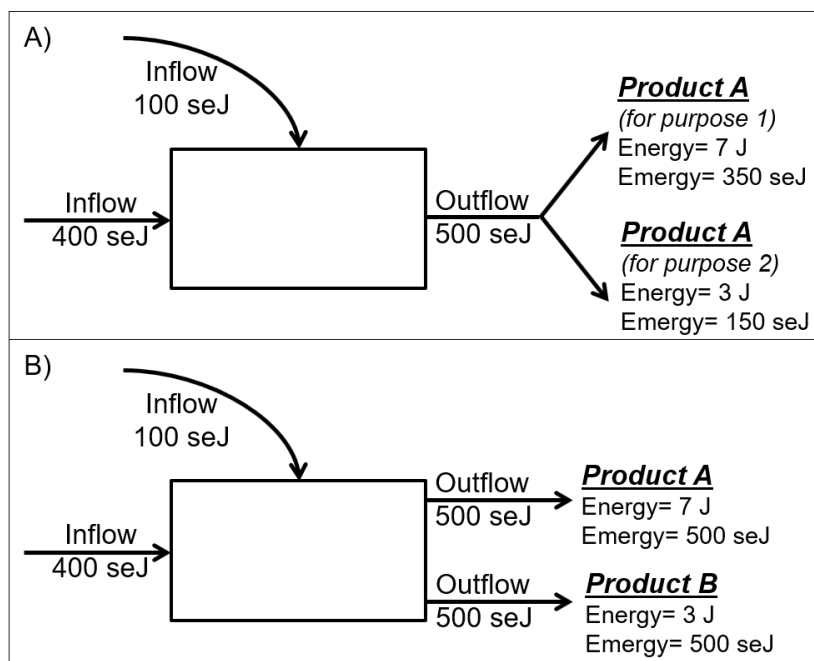 A)
Inflow
100 seJ
Inflow
400 seJ
Outflow
500 seJ
Product A
(for purpose 1)
Energy= 7 J
Emergy= 350 seJ
Product A
(for purpose 2)
Energy= 3 J
Emergy= 150 seJ
B)
Inflow
100 seJ
Inflow
400 seJ
Outflow
500 seJ
Product A
Energy= 7 J
Emergy= 500 seJ
Outflow
500 seJ
Product B
Energy= 3 J
Emergy= 500 seJ